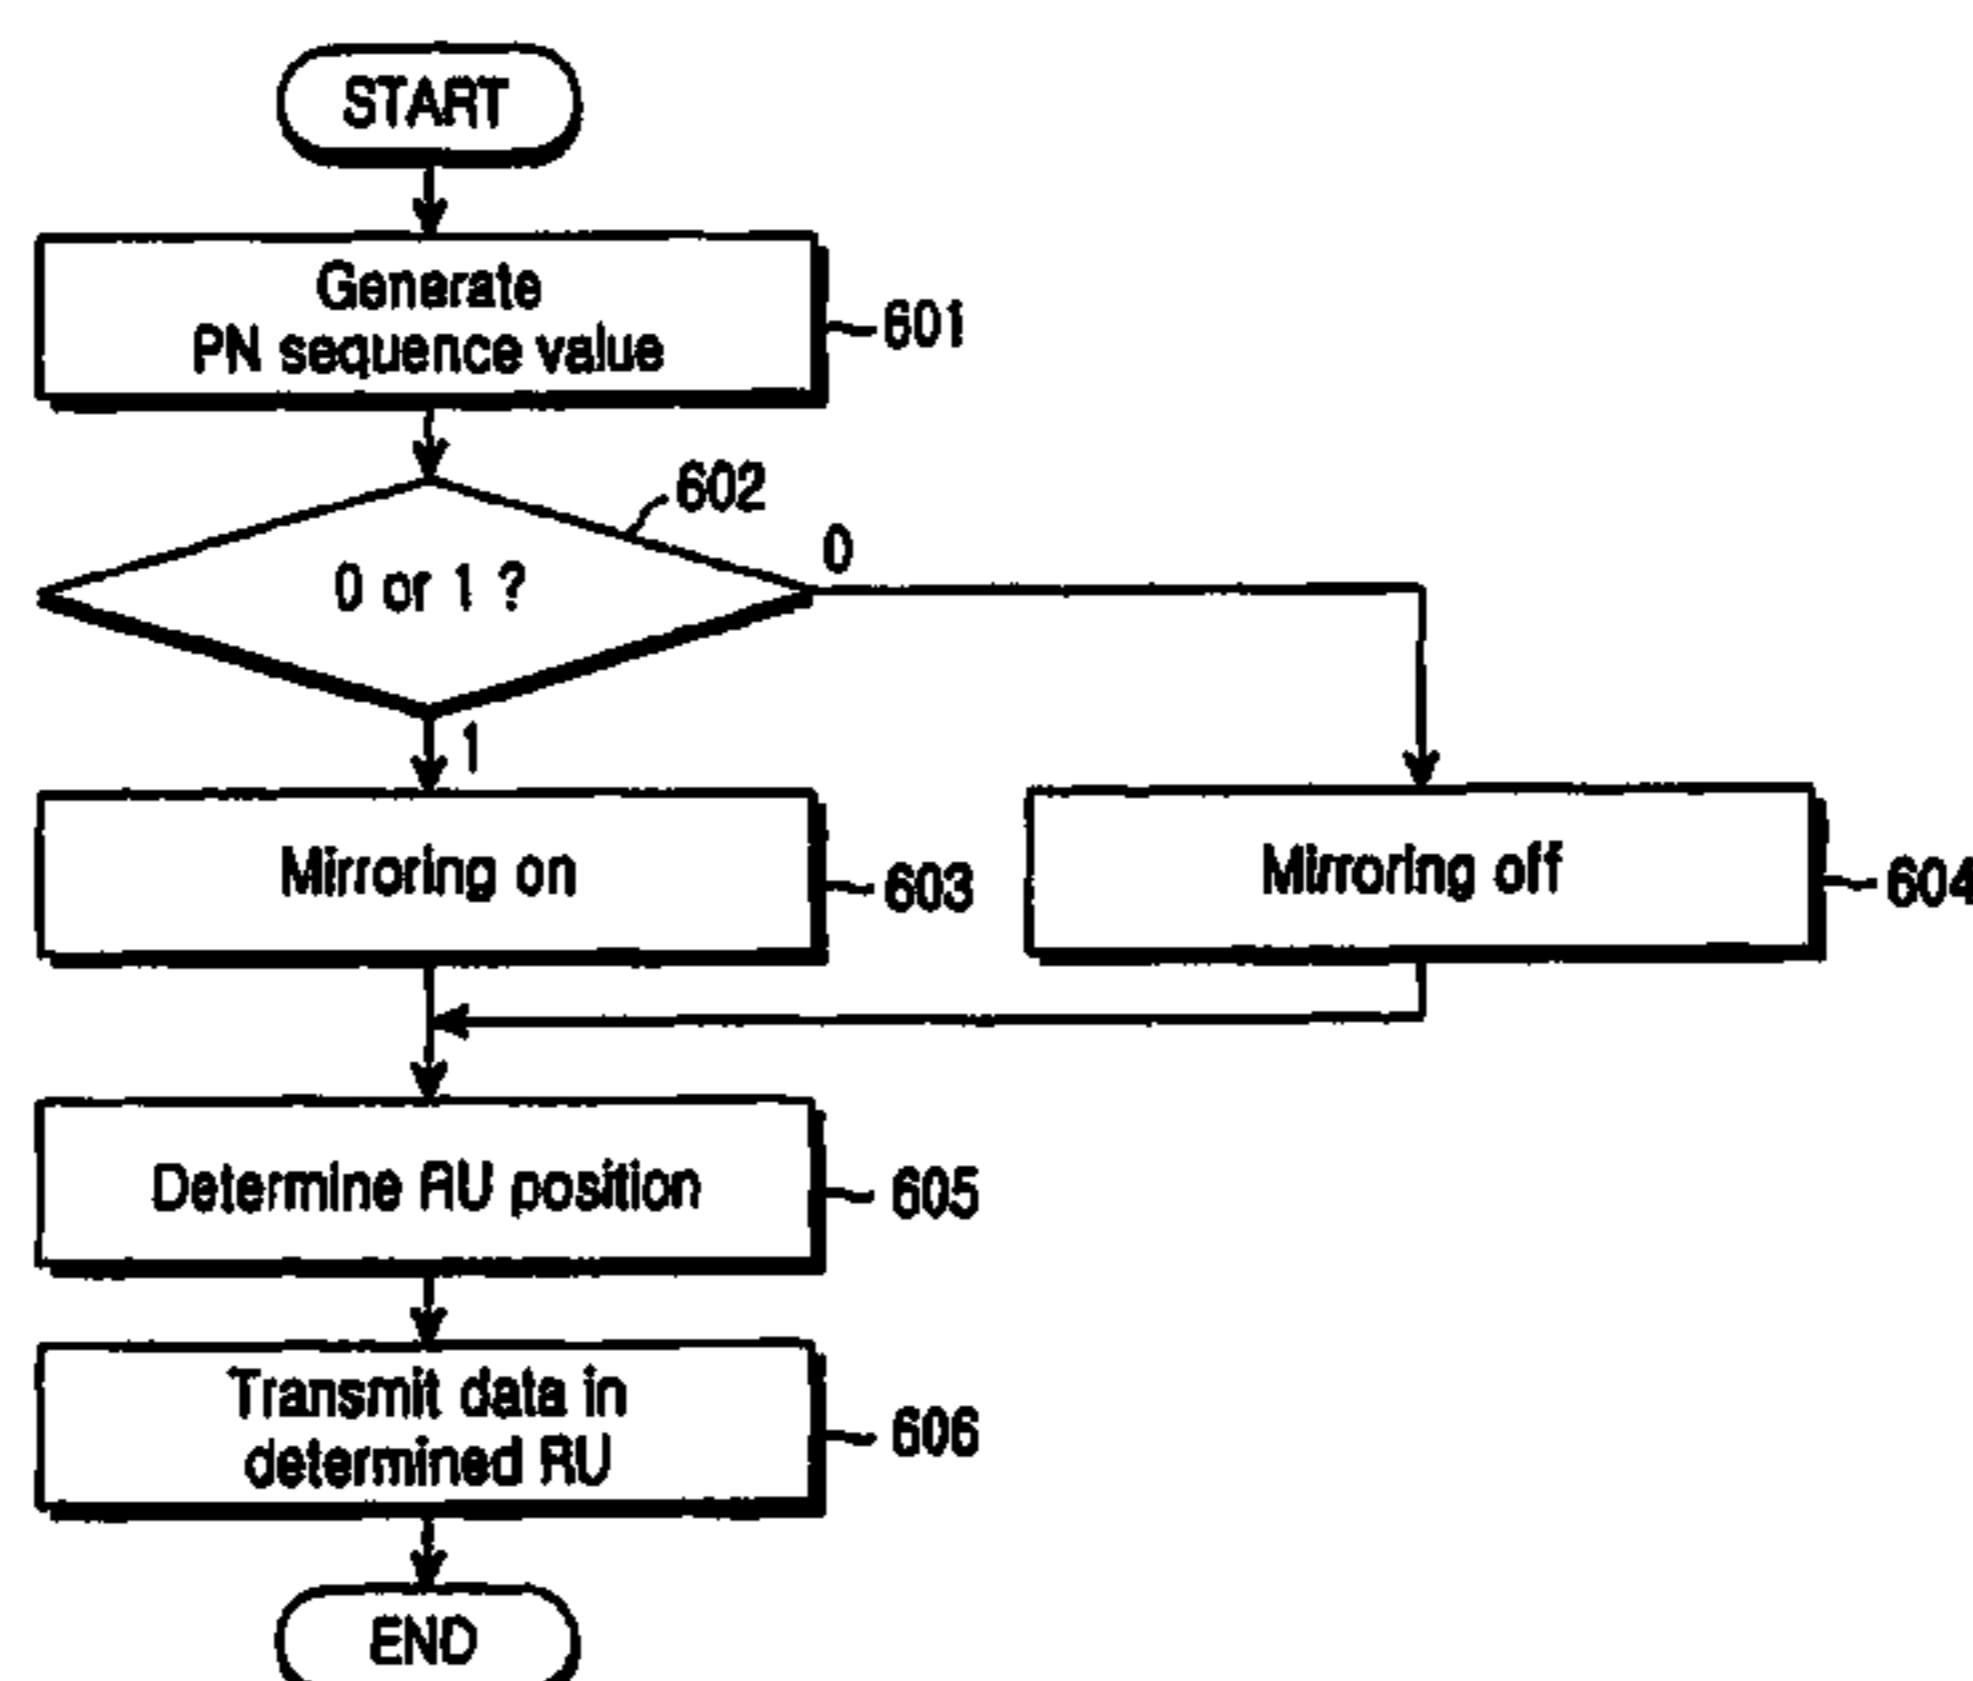 START
Generate
PN sequence value
601
602
0 or 1 ?
0
1
Mirroring on
603
Mirroring off
604
Determine RU position
605
Transmit data in
determined RU
606
END